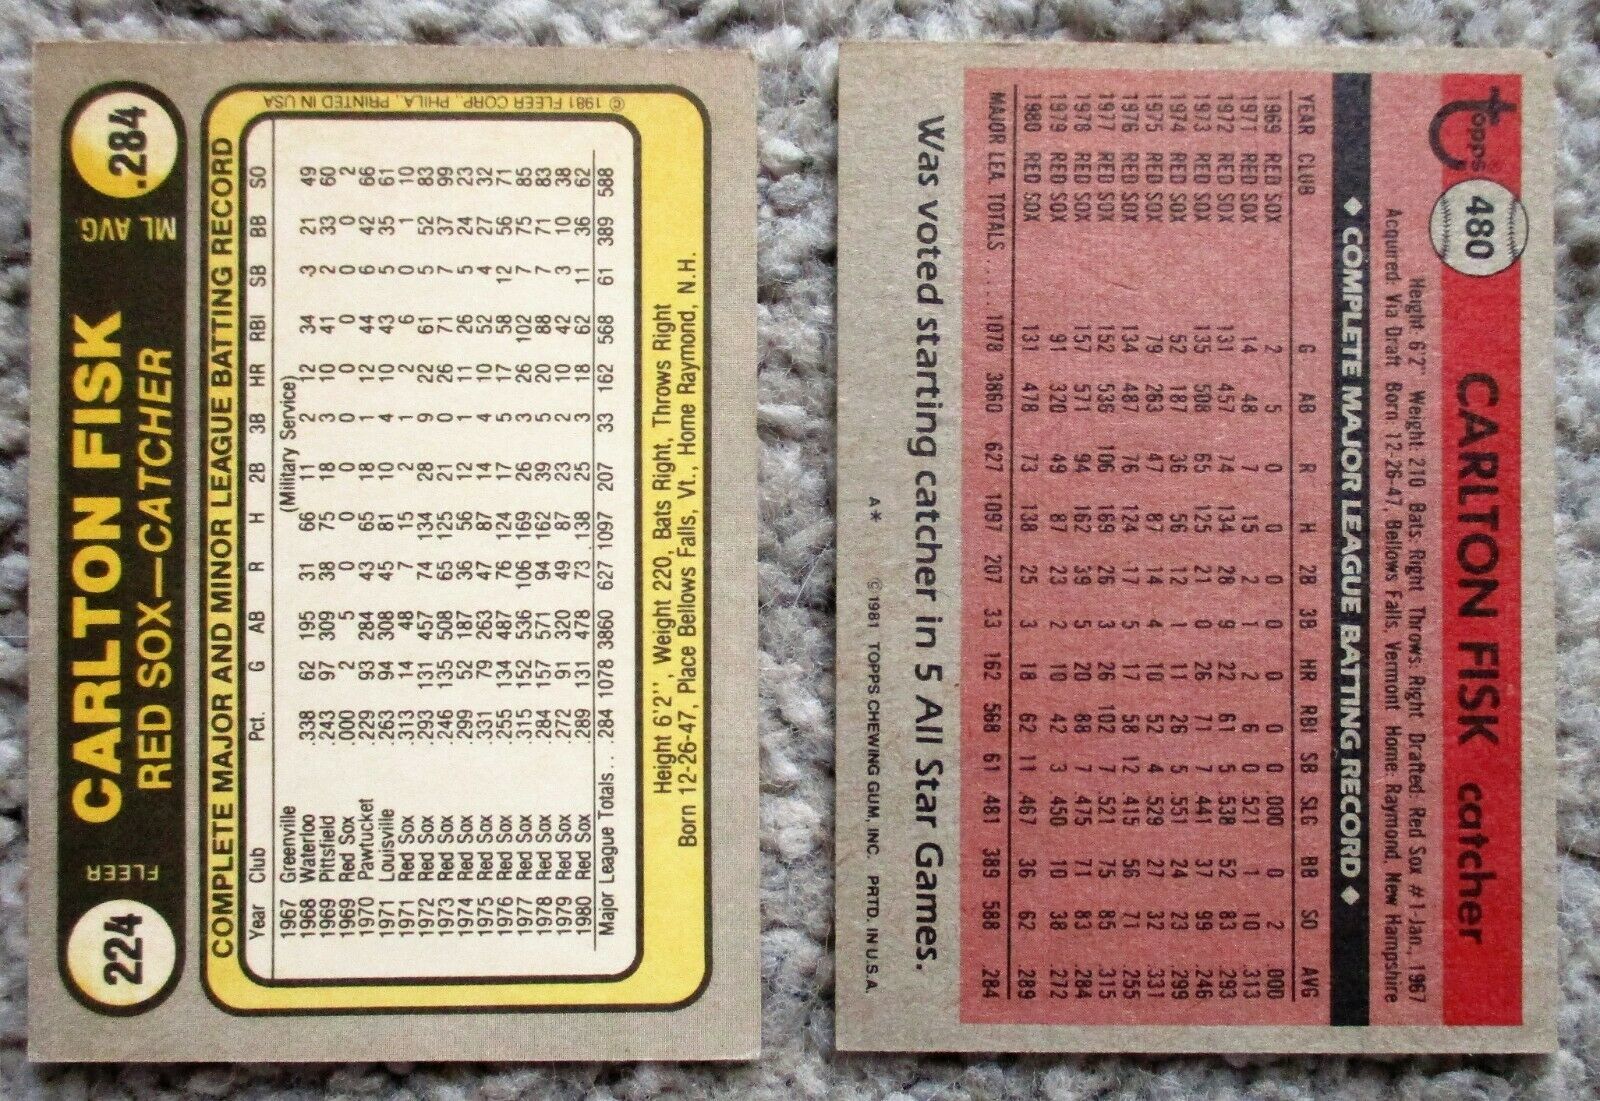 224 FLEER CARLTON FISK ML AVG. .284
RED SOX—CATCHER
COMPLETE MAJOR AND MINOR LEAGUE BATTING RECORD
Year Club Pct. G AB R H 2B 3B HR RBI SB BB SO
1967 Greenville (Military Service)
1968 Waterloo .338 62 195 31 66 11 2 12 34 3 21 49
1969 Pittsfield .243 97 309 38 75 18 3 10 41 2 33 60
1969 Red Sox .000 2 5 0 0 0 0 0 0 0 0 2
1970 Pawtucket .229 93 284 43 65 18 1 12 44 6 42 66
1971 Louisville .263 94 308 45 81 10 4 10 43 5 35 61
1971 Red Sox .313 14 48 7 15 2 1 2 6 0 1 10
1972 Red Sox .293 131 457 74 134 28 9 22 61 5 52 83
1973 Red Sox .246 135 508 65 125 21 0 26 71 7 37 99
1974 Red Sox .299 52 187 36 56 12 1 11 26 5 24 23
1975 Red Sox .331 79 263 47 87 14 4 10 52 4 27 32
1976 Red Sox .255 134 487 76 124 17 5 17 58 12 56 71
1977 Red Sox .315 152 536 106 169 26 3 26 102 7 75 85
1978 Red Sox .284 157 571 94 162 39 5 20 88 7 71 83
1979 Red Sox .272 91 320 49 87 23 2 10 42 3 10 38
1980 Red Sox .289 131 478 73 138 25 3 18 62 11 36 62
Major League Totals... .284 1078 3860 627 1097 207 33 162 568 61 389 588
Height 6'2'', Weight 220, Bats Right, Throws Right
Born 12-26-47, Place Bellows Falls, Vt., Home Raymond, N.H.
© 1981 FLEER CORP., PHILA., PRINTED IN USA
Topps 480 CARLTON FISK catcher
Height: 6'2" Weight: 210 Bats: Right Throws: Right Drafted: Red Sox #1-Jan., 1967
Acquired: Via Draft Born: 12-26-47, Bellows Falls, Vermont Home: Raymond, New Hampshire
◆ COMPLETE MAJOR LEAGUE BATTING RECORD ◆
YEAR CLUB G AB R H 2B 3B HR RBI SB SLG BB SO AVG
1969 RED SOX 2 5 0 0 0 0 0 0 0 .000 0 2 .000
1971 RED SOX 14 48 7 15 2 1 2 6 0 .521 1 10 .313
1972 RED SOX 131 457 74 134 28 9 22 61 5 .538 52 83 .293
1973 RED SOX 135 508 65 125 21 0 26 71 7 .441 37 99 .246
1974 RED SOX 52 187 36 56 12 1 11 26 5 .551 24 23 .299
1975 RED SOX 79 263 47 87 14 4 10 52 4 .529 27 32 .331
1976 RED SOX 134 487 76 124 17 5 17 58 12 .415 56 71 .255
1977 RED SOX 152 536 106 169 26 3 26 102 7 .521 75 85 .315
1978 RED SOX 157 571 94 162 39 5 20 88 7 .475 71 83 .284
1979 RED SOX 91 320 49 87 23 2 10 42 3 .450 10 38 .272
1980 RED SOX 131 478 73 138 25 3 18 62 11 .467 36 62 .289
MAJOR LEA. TOTALS.... 1078 3860 627 1097 207 33 162 568 61 .481 389 588 .284
Was voted starting catcher in 5 All Star Games.
A* ©1981 TOPPS CHEWING GUM, INC. PRTD. IN U.S.A.